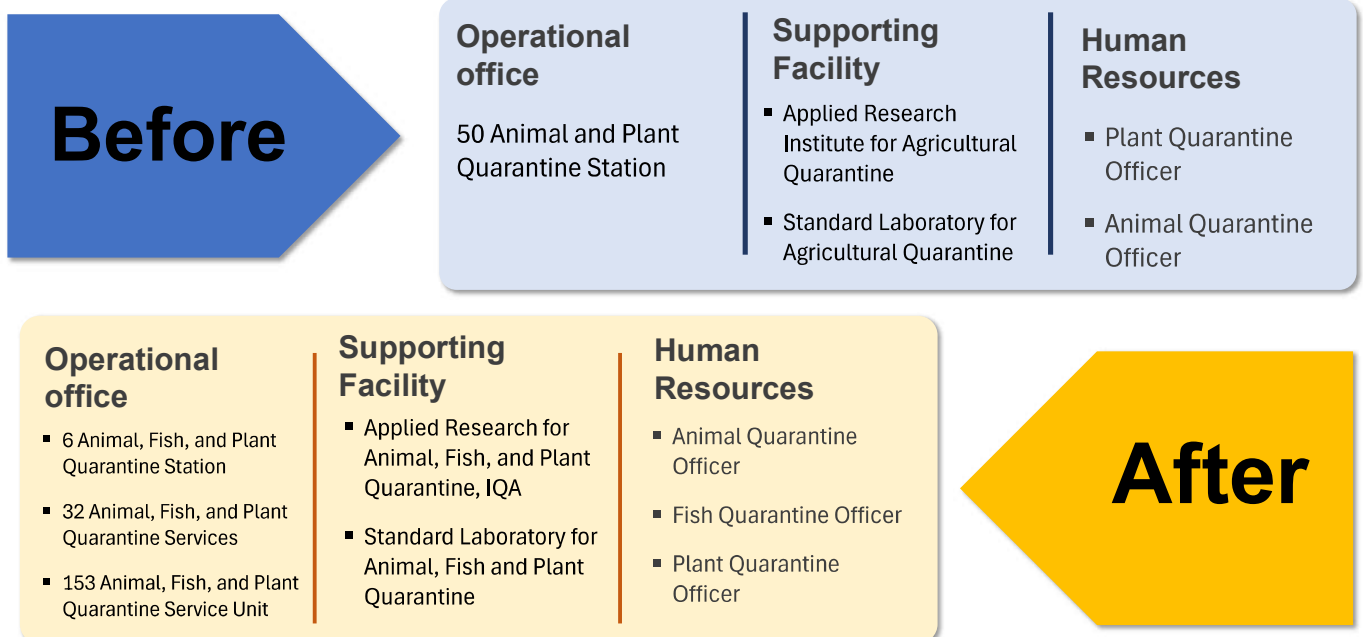 Before
Operational
office
50 Animal and Plant
Quarantine Station
Supporting
Facility
▪ Applied Research
Institute for Agricultural
Quarantine
▪ Standard Laboratory for
Agricultural Quarantine
Human
Resources
▪ Plant Quarantine
Officer
▪ Animal Quarantine
Officer
Operational
office
▪ 6 Animal, Fish, and Plant
Quarantine Station
▪ 32 Animal, Fish, and Plant
Quarantine Services
▪ 153 Animal, Fish, and Plant
Quarantine Service Unit
Supporting
Facility
▪ Applied Research for
Animal, Fish, and Plant
Quarantine, IQA
▪ Standard Laboratory for
Animal, Fish and Plant
Quarantine
Human
Resources
▪ Animal Quarantine
Officer
▪ Fish Quarantine Officer
▪ Plant Quarantine
Officer
After